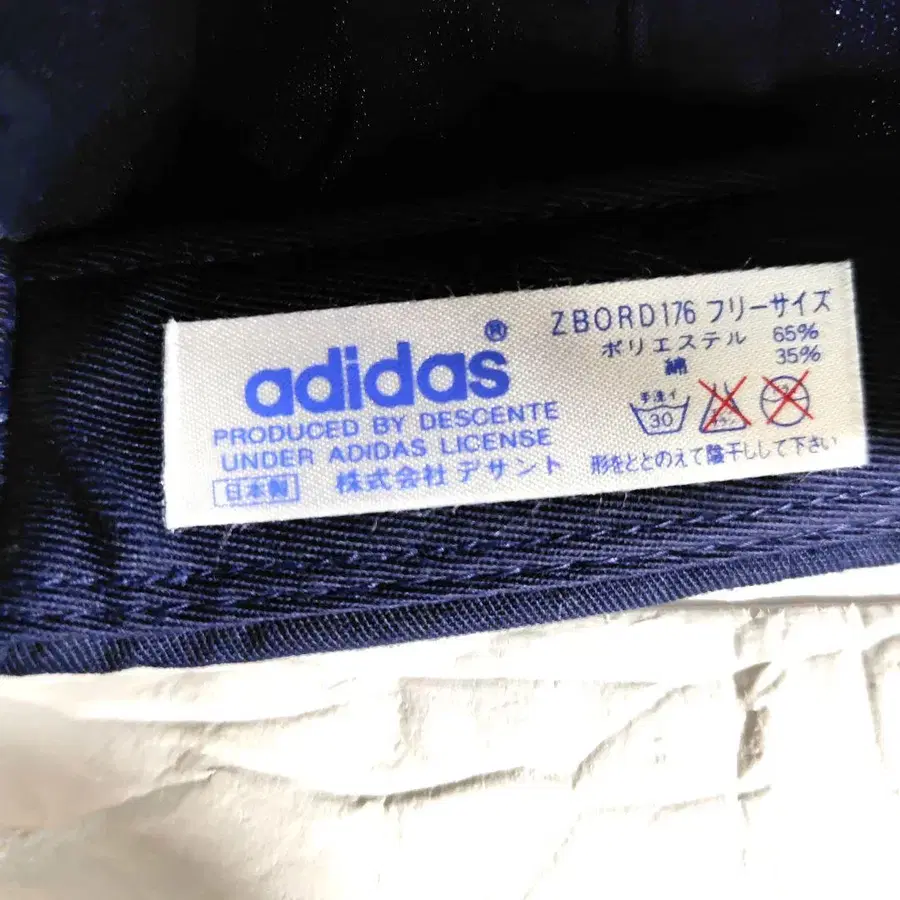 adidas®
PRODUCED BY DESCENTE
UNDER ADIDAS LICENSE
日本製 株式会社 デサント
ZBORD176 フリーサイズ
ポリエステル 65%
綿 35%
手洗イ
30
形をととのえて陰干しして下さい